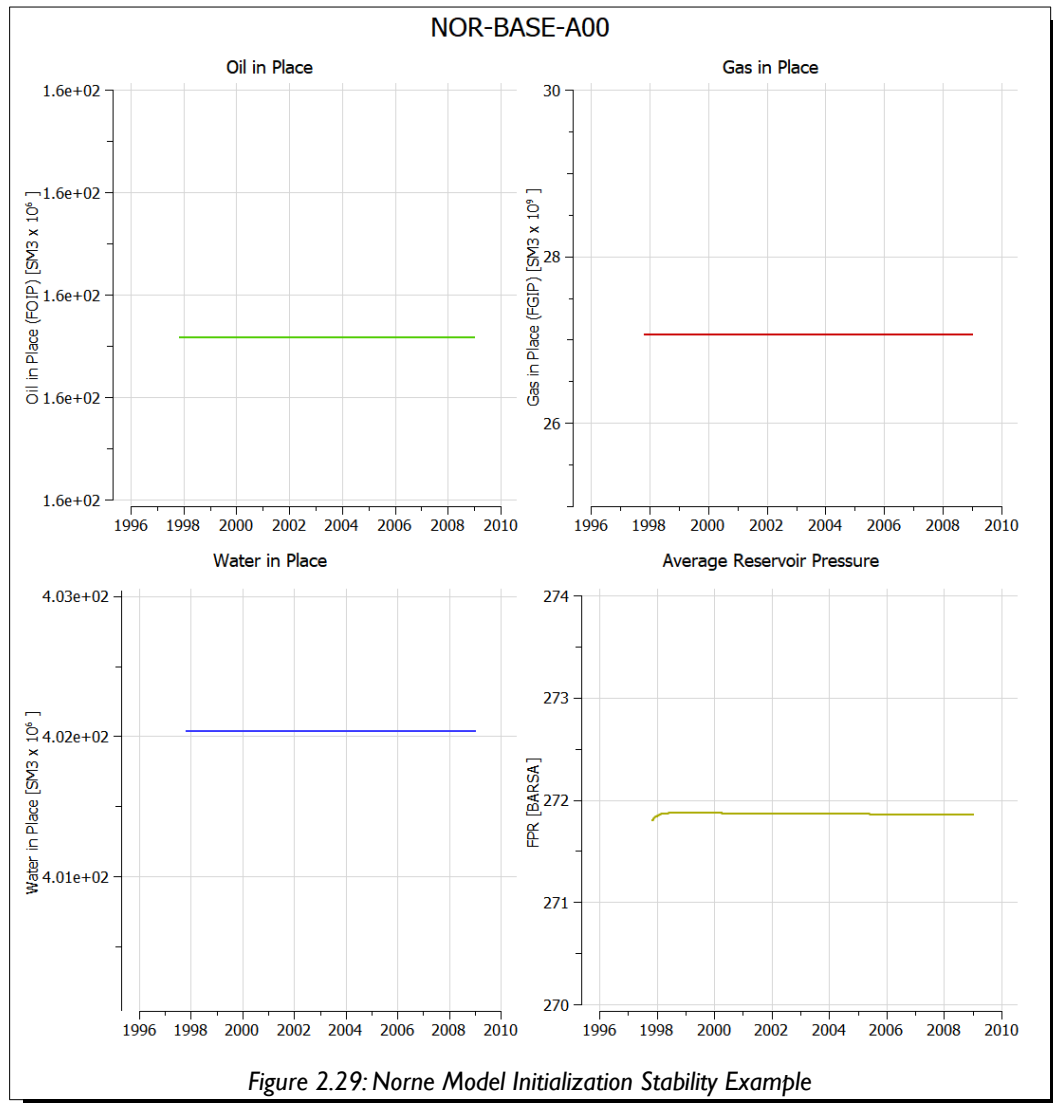 NOR-BASE-A00
Oil in Place
1.6e+02
1.6e+02
1.6e+02
1.6e+02
1.6e+02
Oil in Place (FOIP) [SM3 x 10⁶ ]
1996 1998 2000 2002 2004 2006 2008 2010
Gas in Place
30
28
26
Gas in Place (FGIP) [SM3 x 10⁹ ]
1996 1998 2000 2002 2004 2006 2008 2010
Water in Place
4.03e+02
4.02e+02
4.01e+02
Water in Place [SM3 x 10⁶ ]
1996 1998 2000 2002 2004 2006 2008 2010
Average Reservoir Pressure
274
273
272
271
270
FPR [BARSA]
1996 1998 2000 2002 2004 2006 2008 2010
Figure 2.29: Norne Model Initialization Stability Example